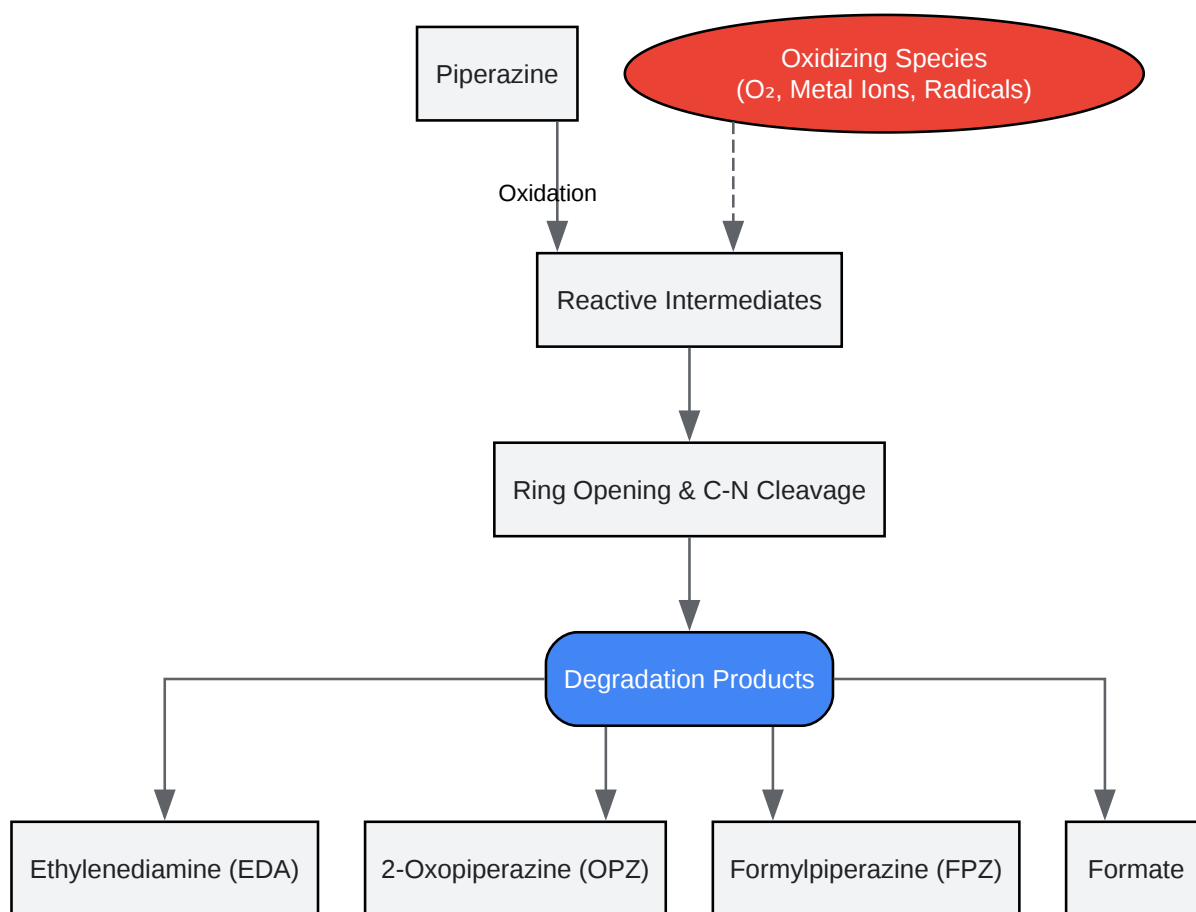 Piperazine
Oxidizing Species
(O₂, Metal Ions, Radicals)
Oxidation
Reactive Intermediates
Ring Opening & C-N Cleavage
Degradation Products
Ethylenediamine (EDA)
2-Oxopiperazine (OPZ)
Formylpiperazine (FPZ)
Formate